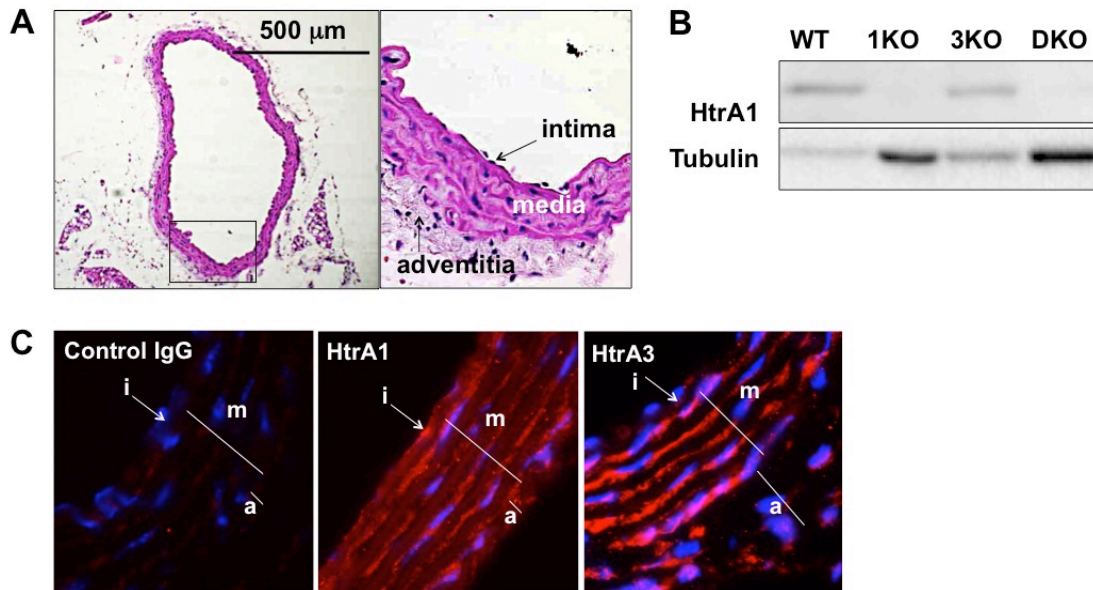 A
500 μm
intima
media
adventitia
B
WT 1KO 3KO DKO
HtrA1
Tubulin
C
Control IgG
i
m
a
HtrA1
i
m
a
HtrA3
i
m
a